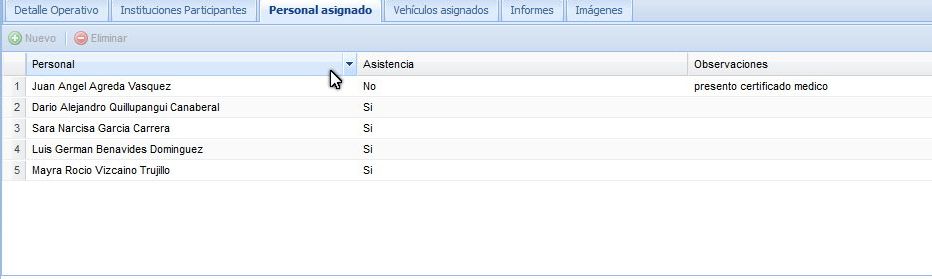 Detalle Operativo Instituciones Participantes Personal asignado Vehículos asignados Informes Imágenes
Nuevo Eliminar
Personal Asistencia Observaciones
1 Juan Angel Agreda Vasquez No presento certificado medico
2 Dario Alejandro Quillupangui Canaberal Si
3 Sara Narcisa Garcia Carrera Si
4 Luis German Benavides Dominguez Si
5 Mayra Rocio Vizcaino Trujillo Si